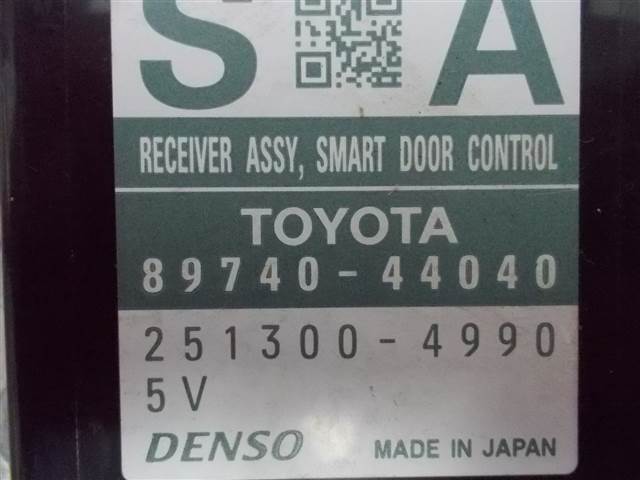 S A
RECEIVER ASSY, SMART DOOR CONTROL
TOYOTA
89740-44040
251300-4990
5V
DENSO MADE IN JAPAN